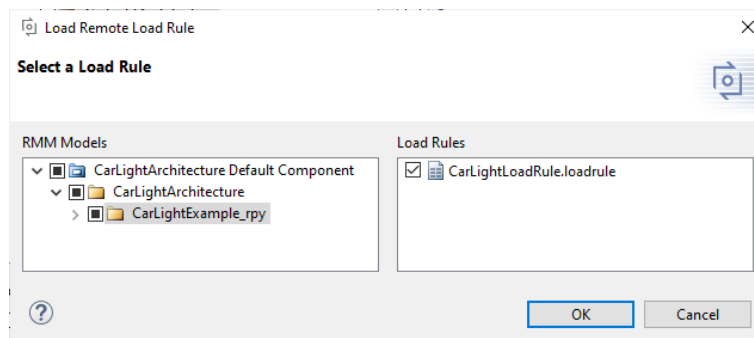 Load Remote Load Rule
Select a Load Rule
RMM Models
Load Rules
CarLightArchitecture Default Component
CarLightArchitecture
CarLightExample_rpy
CarLightLoadRule.loadrule
?
OK
Cancel